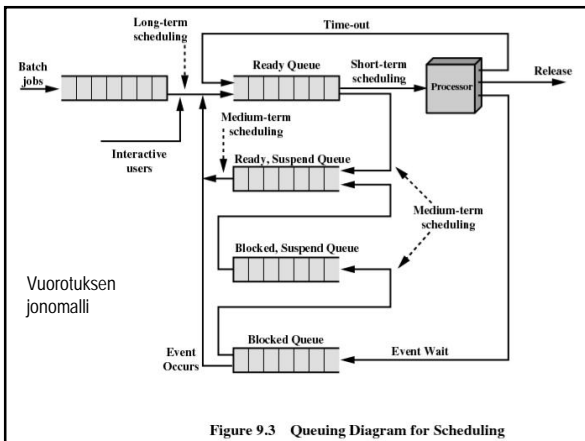 Time-out
Long-term
scheduling
Batch
jobs
Ready Queue
Short-term
scheduling
Processor
Release
Medium-term
scheduling
Interactive
users
Ready, Suspend Queue
Medium-term
scheduling
Blocked, Suspend Queue
Vuorotuksen
jonomalli
Event
Occurs
Blocked Queue
Event Wait
Figure 9.3 Queuing Diagram for Scheduling